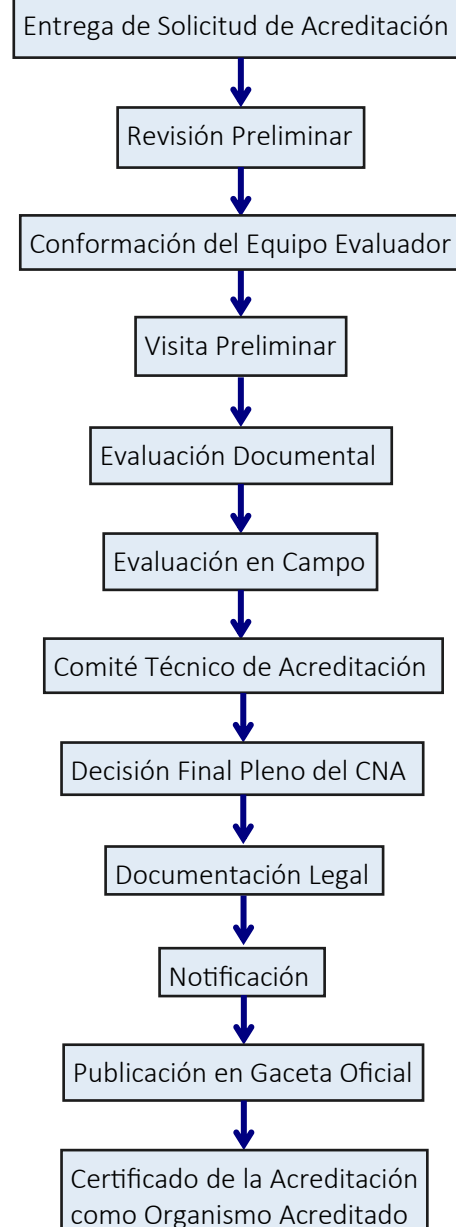 Entrega de Solicitud de Acreditación
Revisión Preliminar
Conformación del Equipo Evaluador
Visita Preliminar
Evaluación Documental
Evaluación en Campo
Comité Técnico de Acreditación
Decisión Final Pleno del CNA
Documentación Legal
Notificación
Publicación en Gaceta Oficial
Certificado de la Acreditación
como Organismo Acreditado